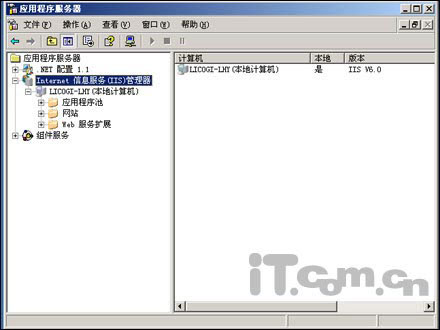 应用程序服务器
文件(F) 操作(A) 查看(V) 窗口(W) 帮助(H)
应用程序服务器
.NET 配置 1.1
Internet 信息服务(IIS)管理器
LICOGI-LMY(本地计算机)
应用程序池
网站
Web 服务扩展
组件服务
计算机 本地 版本
LICOGI-LMY(本地计算机) 是 IIS V6.0
iT.com.cn